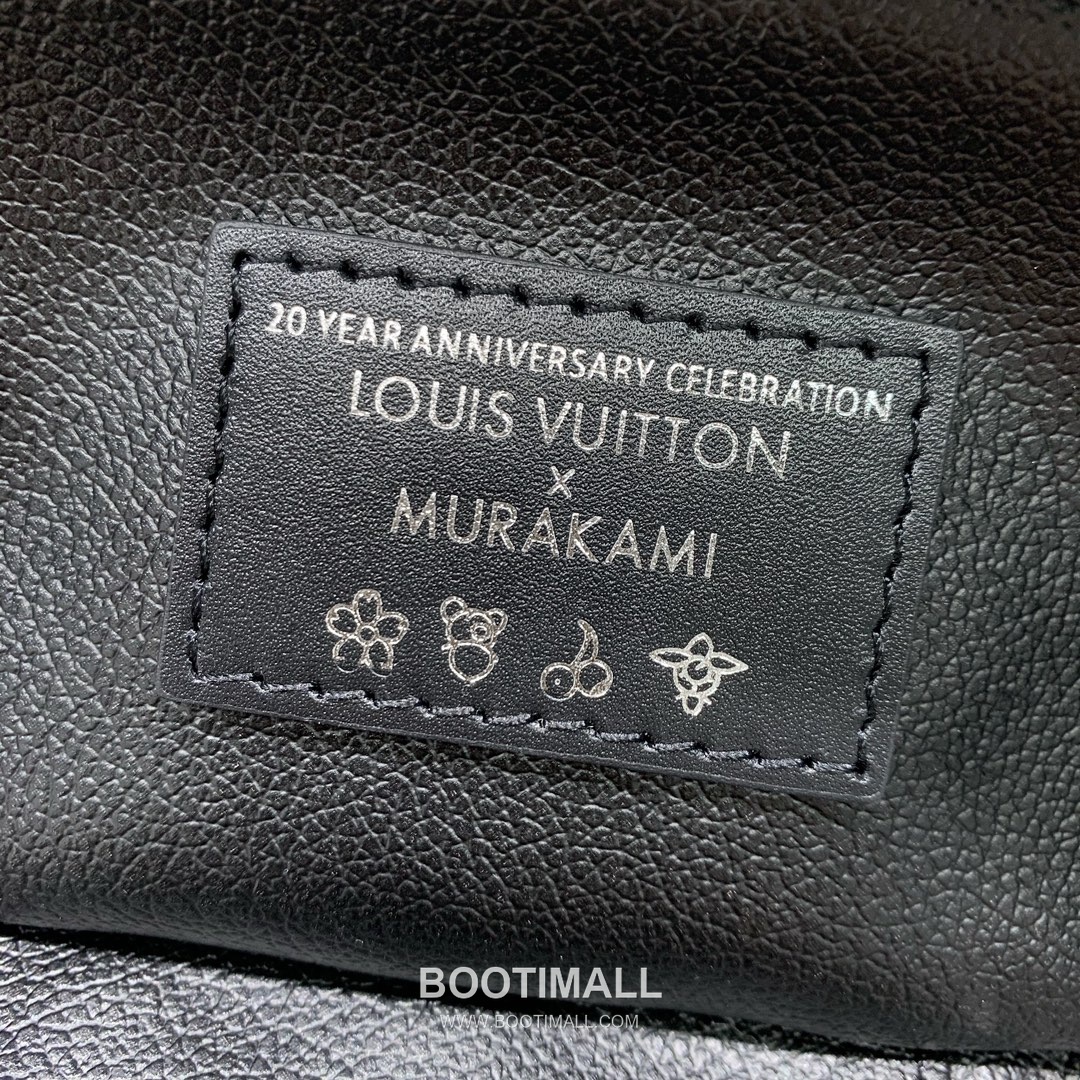 20 YEAR ANNIVERSARY CELEBRATION
LOUIS VUITTON
x
MURAKAMI
BOOTIMALL
WWW.BOOTIMALL.COM